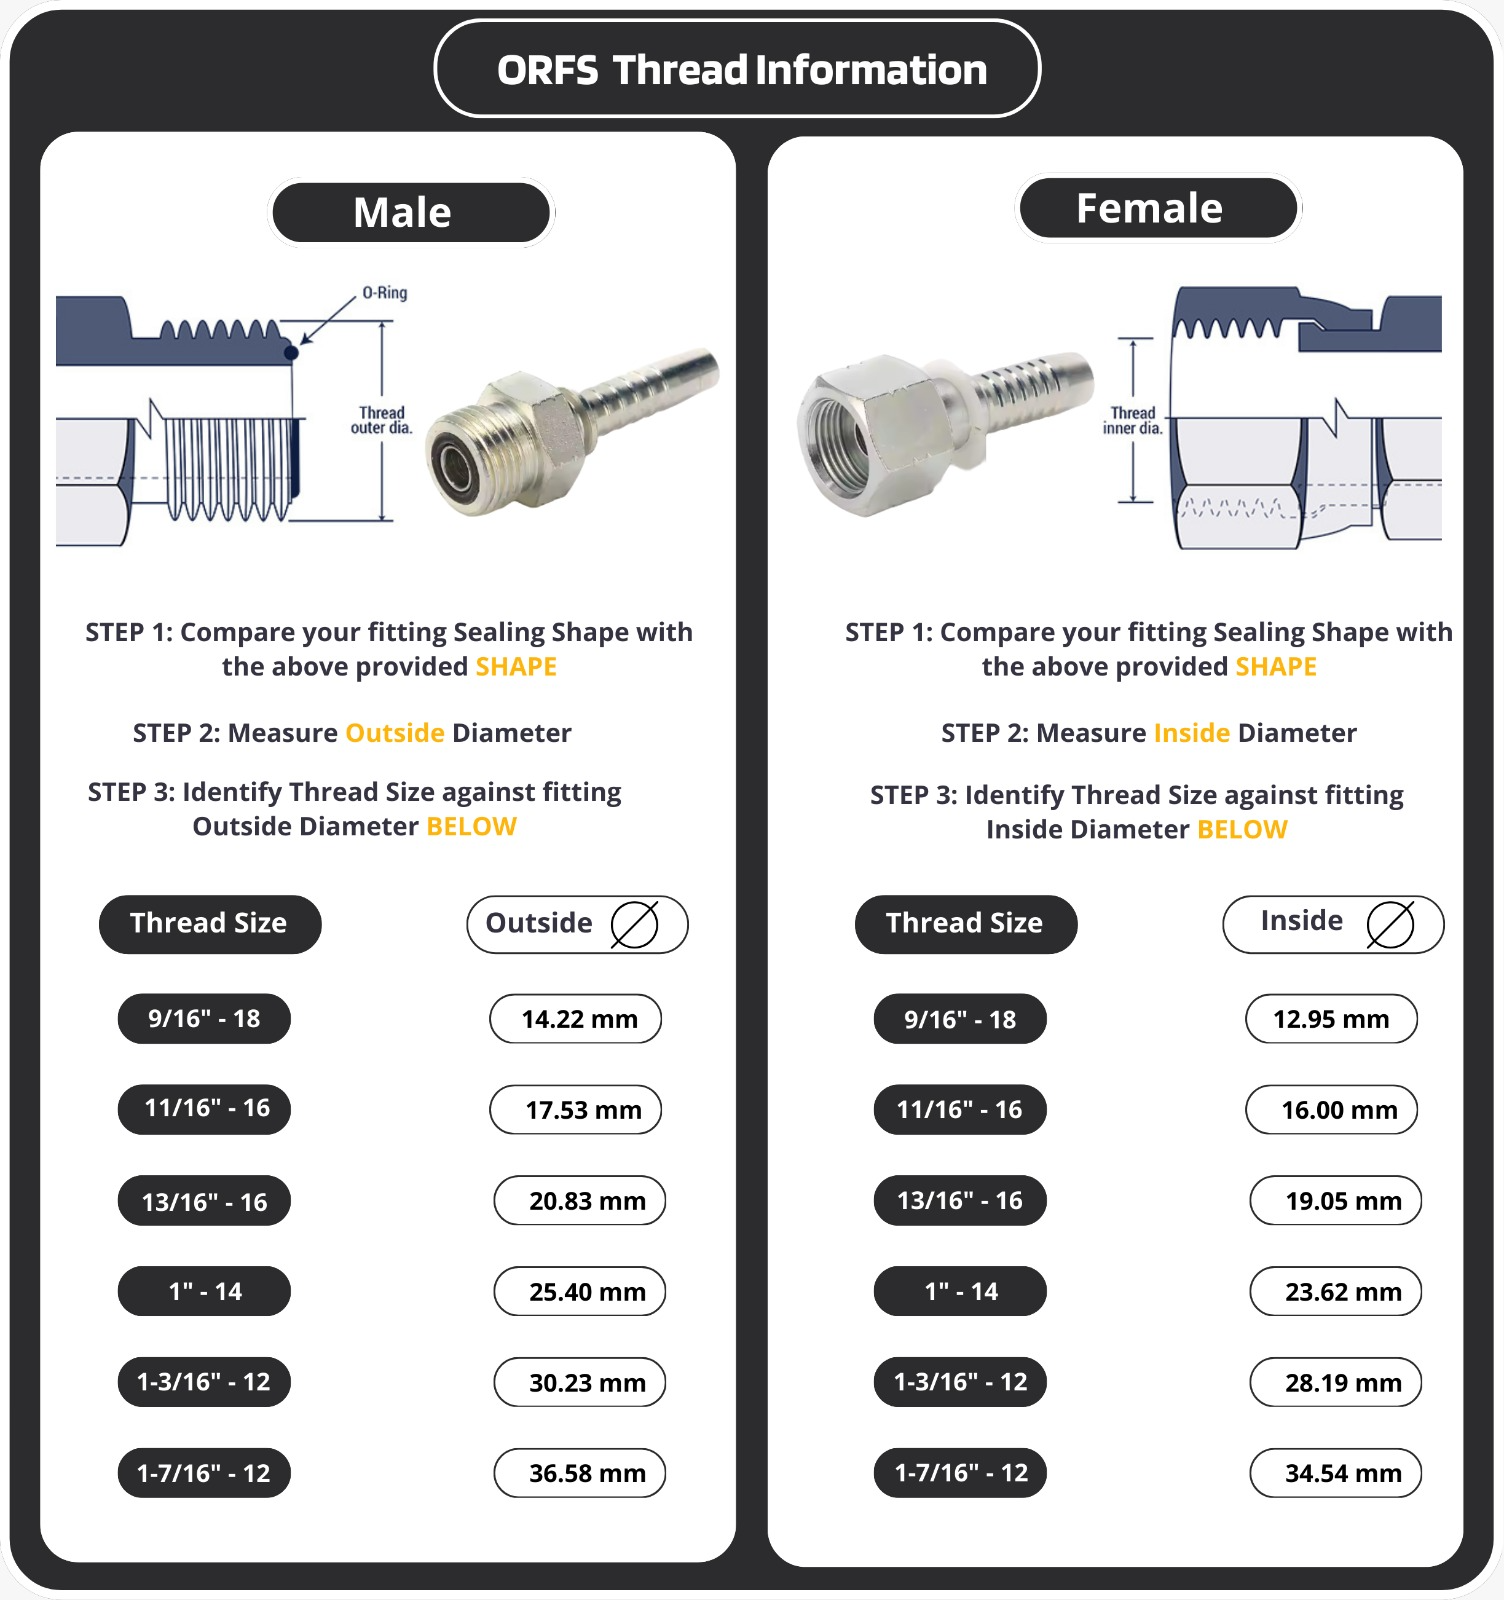 ORFS Thread Information
Male
O-Ring
Thread
outer dia.
STEP 1: Compare your fitting Sealing Shape with
the above provided SHAPE
STEP 2: Measure Outside Diameter
STEP 3: Identify Thread Size against fitting
Outside Diameter BELOW
Thread Size
Outside
9/16" - 18
14.22 mm
11/16" - 16
17.53 mm
13/16" - 16
20.83 mm
1" - 14
25.40 mm
1-3/16" - 12
30.23 mm
1-7/16" - 12
36.58 mm
Female
Thread
inner dia.
STEP 1: Compare your fitting Sealing Shape with
the above provided SHAPE
STEP 2: Measure Inside Diameter
STEP 3: Identify Thread Size against fitting
Inside Diameter BELOW
Thread Size
Inside
9/16" - 18
12.95 mm
11/16" - 16
16.00 mm
13/16" - 16
19.05 mm
1" - 14
23.62 mm
1-3/16" - 12
28.19 mm
1-7/16" - 12
34.54 mm